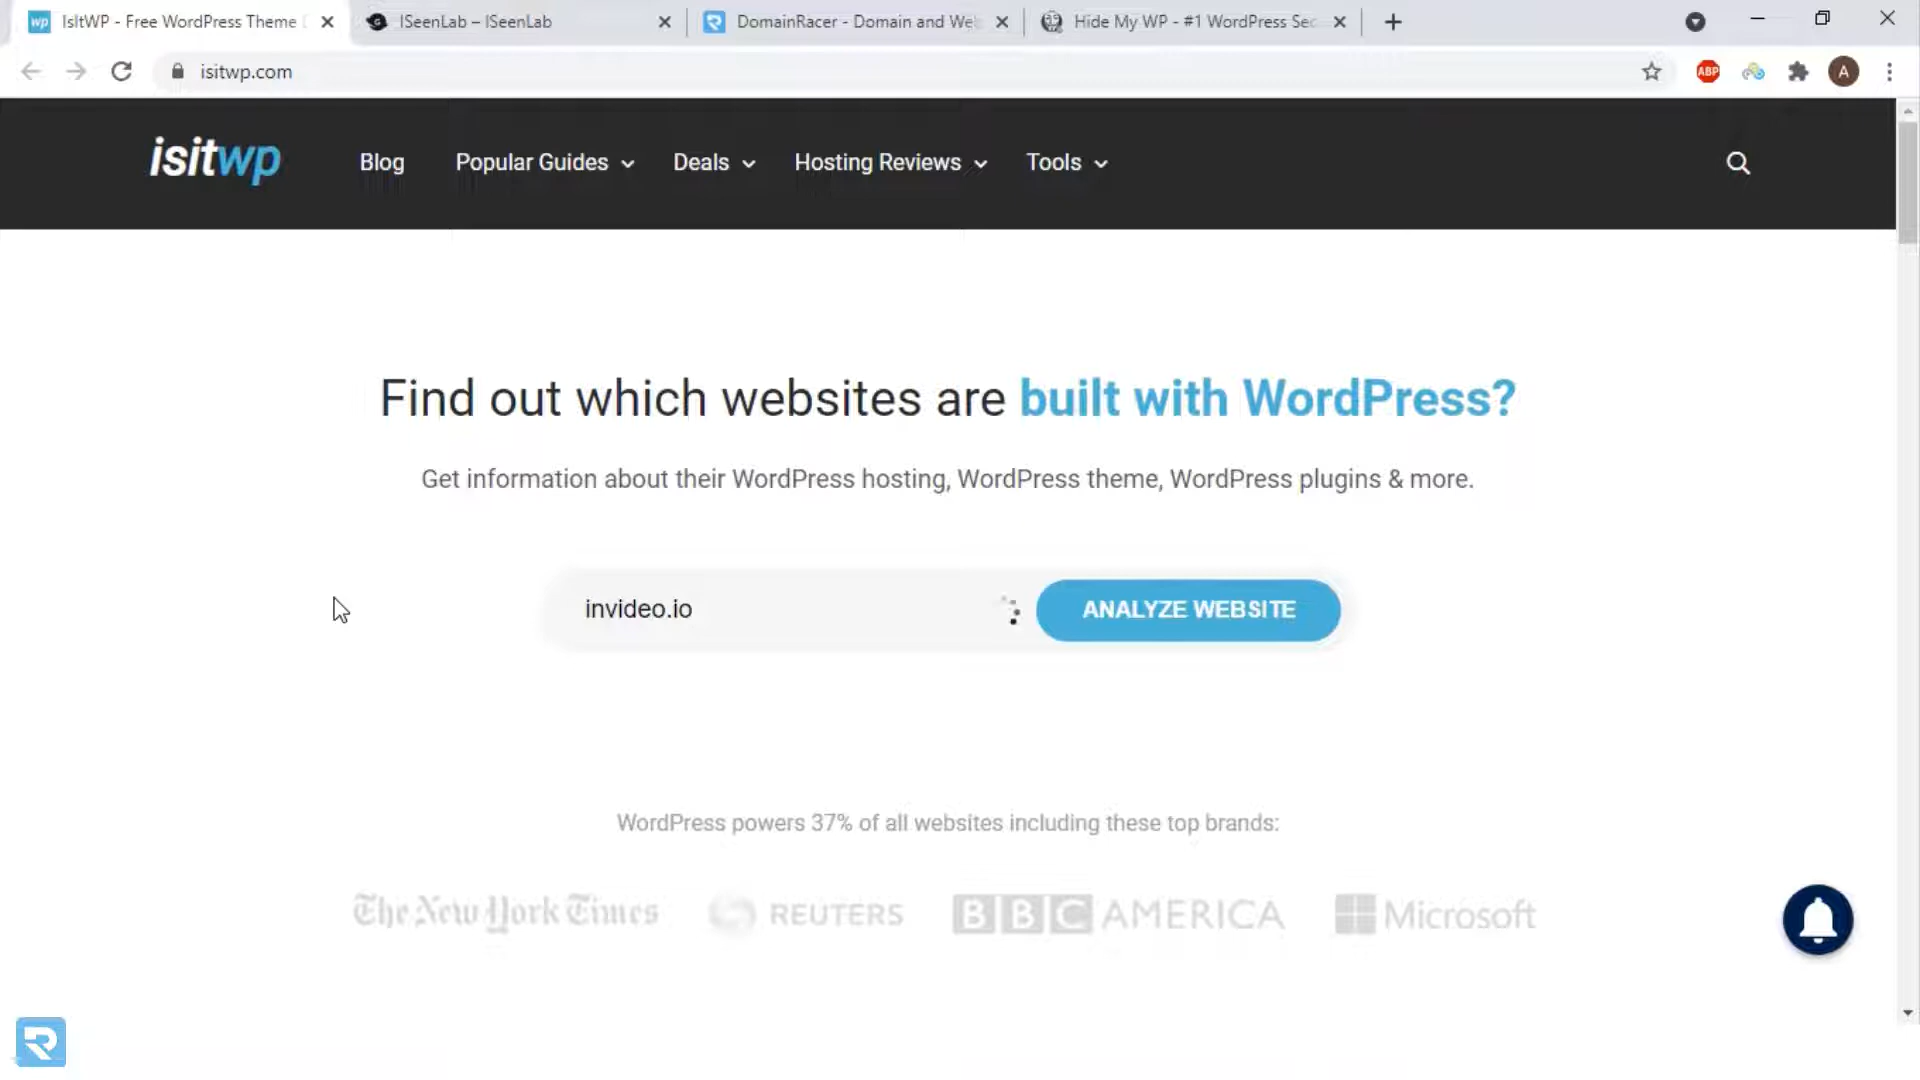 wp IsItWP - Free WordPress Theme
ISeenLab – ISeenLab
DomainRacer - Domain and Wel
Hide My WP - #1 WordPress Sec
isitwp.com
ABP
A
isitwp
Blog
Popular Guides
Deals
Hosting Reviews
Tools
Find out which websites are built with WordPress?
Get information about their WordPress hosting, WordPress theme, WordPress plugins & more.
invideo.io
ANALYZE WEBSITE
WordPress powers 37% of all websites including these top brands:
The New York Times
REUTERS
BBC AMERICA
Microsoft
R